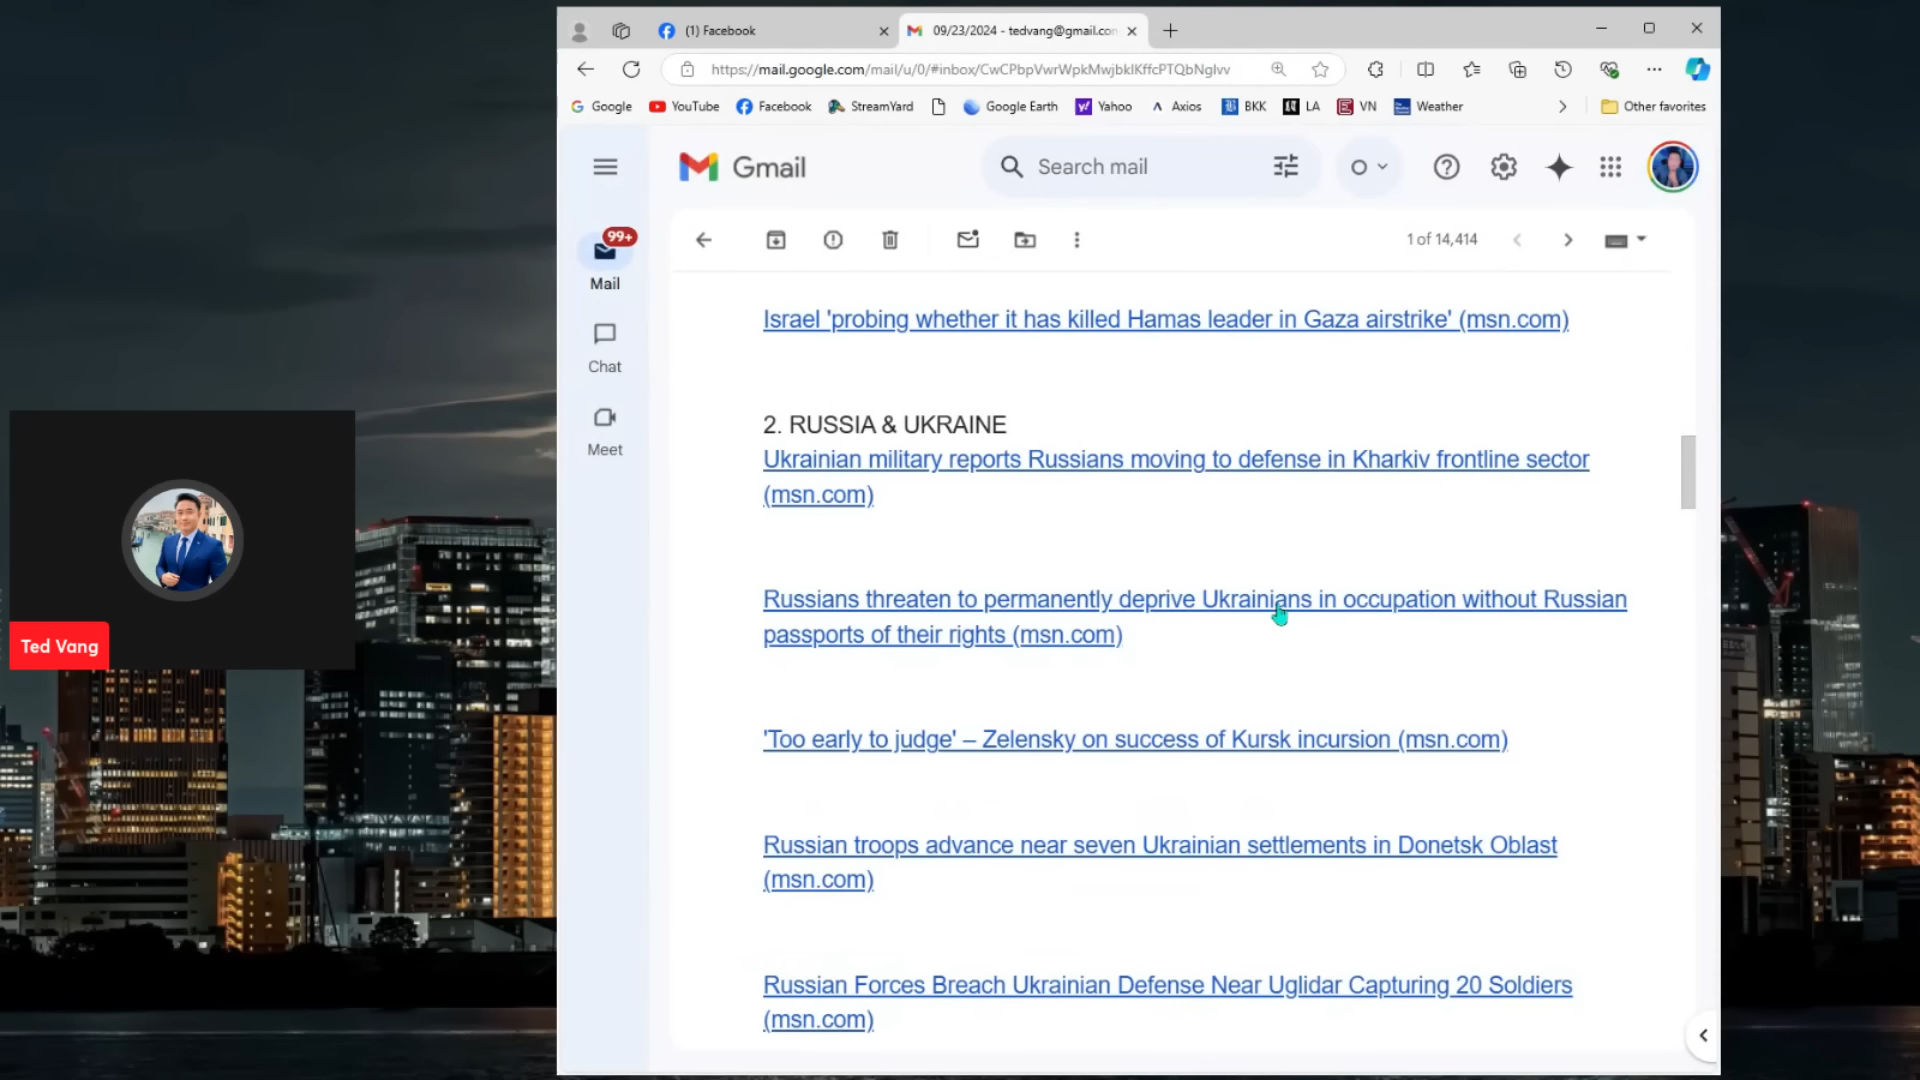 (1) Facebook
09/23/2024 - tedvang@gmail.con
https://mail.google.com/mail/u/0/#inbox/CwCPbpVwrWpkMwjbklKffcPTQbNglvv
Google
YouTube
Facebook
StreamYard
Google Earth
Yahoo
Axios
BKK
LA
VN
Weather
Other favorites
Gmail
Search mail
99+
Mail
1 of 14,414
Chat
Meet
Israel 'probing whether it has killed Hamas leader in Gaza airstrike' (msn.com)
2. RUSSIA & UKRAINE
Ukrainian military reports Russians moving to defense in Kharkiv frontline sector
(msn.com)
Russians threaten to permanently deprive Ukrainians in occupation without Russian
passports of their rights (msn.com)
'Too early to judge' – Zelensky on success of Kursk incursion (msn.com)
Russian troops advance near seven Ukrainian settlements in Donetsk Oblast
(msn.com)
Russian Forces Breach Ukrainian Defense Near Uglidar Capturing 20 Soldiers
(msn.com)
Ted Vang